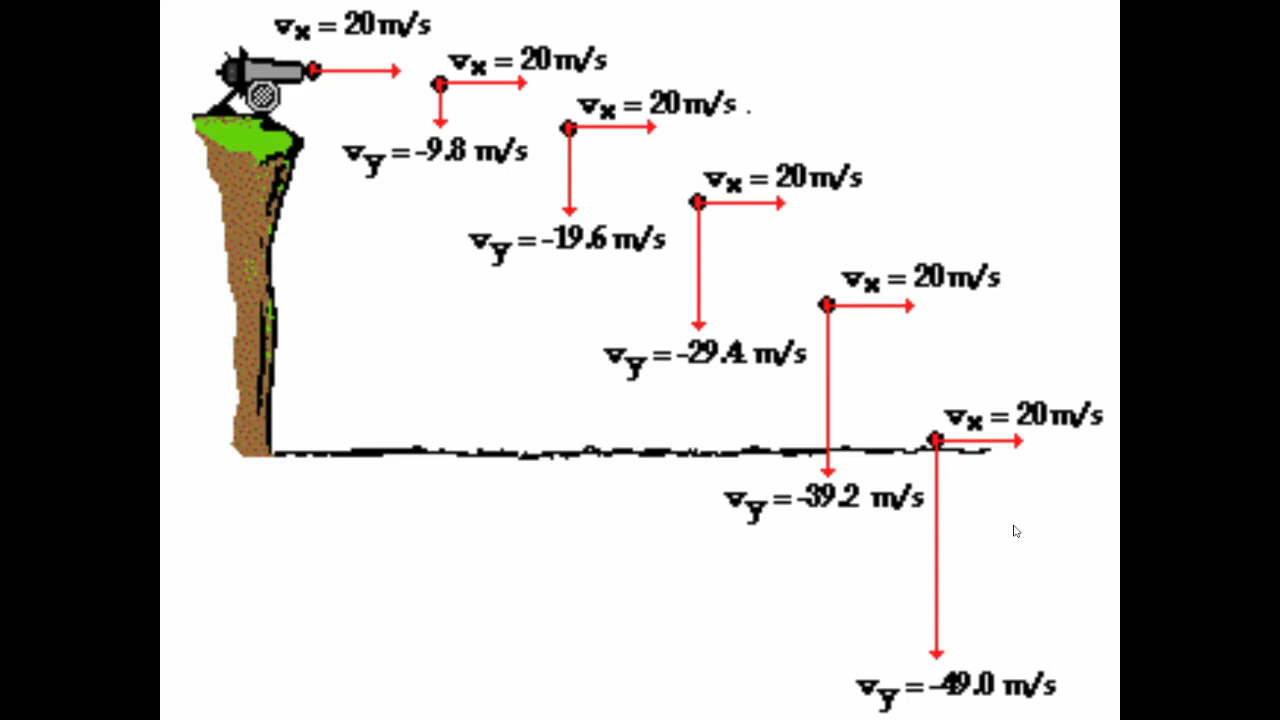 vx = 20 m/s
vx = 20 m/s
vx = 20 m/s .
vy = -9.8 m/s
vx = 20 m/s
vy = -19.6 m/s
vx = 20 m/s
vy = -29.4 m/s
vx = 20 m/s
vy = -39.2 m/s
vy = -49.0 m/s